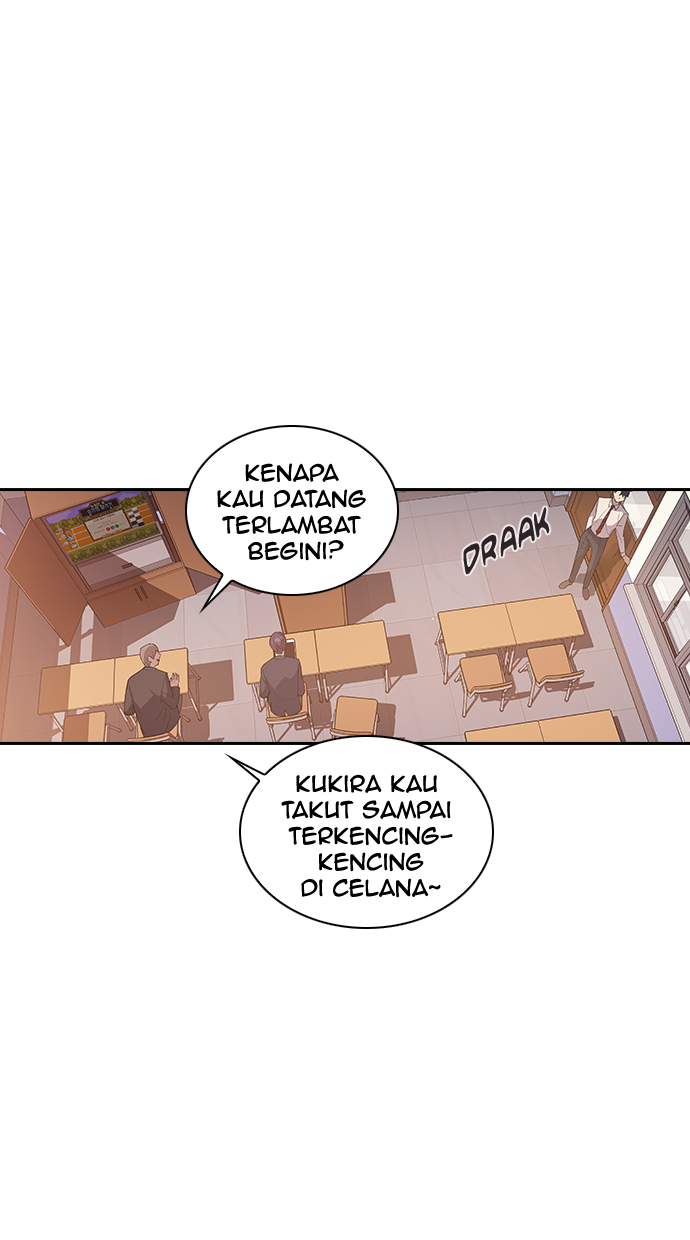 KENAPA
KAU DATANG
TERLAMBAT
BEGINI?
DRAAK
KUKIRA KAU
TAKUT SAMPAI
TERKENCING-
KENCING
DI CELANA~